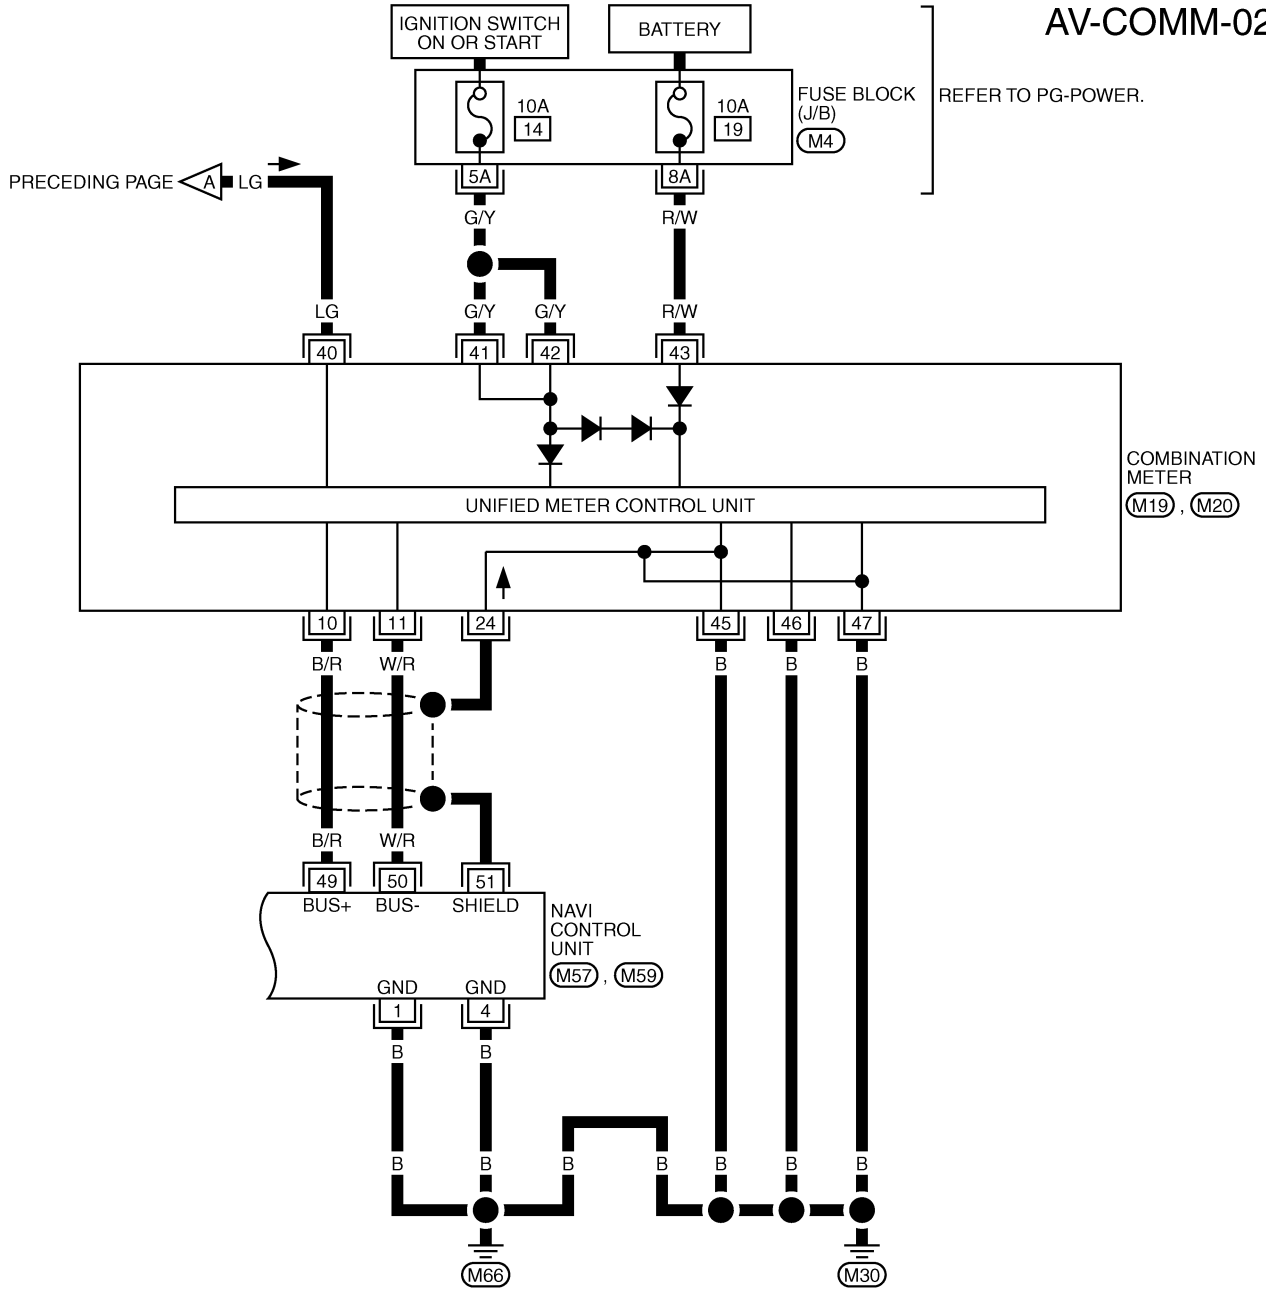 AV-COMM-02
IGNITION SWITCH
ON OR START
BATTERY
10A
14
10A
19
FUSE BLOCK
(J/B)
M4
REFER TO PG-POWER.
5A
8A
PRECEDING PAGE
A
LG
G/Y
R/W
LG
G/Y
G/Y
R/W
40
41
42
43
COMBINATION
METER
M19 , M20
UNIFIED METER CONTROL UNIT
10
11
24
45
46
47
B/R
W/R
B
B
B
B/R
W/R
49
50
51
BUS+
BUS-
SHIELD
NAVI
CONTROL
UNIT
M57 , M59
GND
GND
1
4
B
B
B
B
B
B
B
B
B
M66
M30